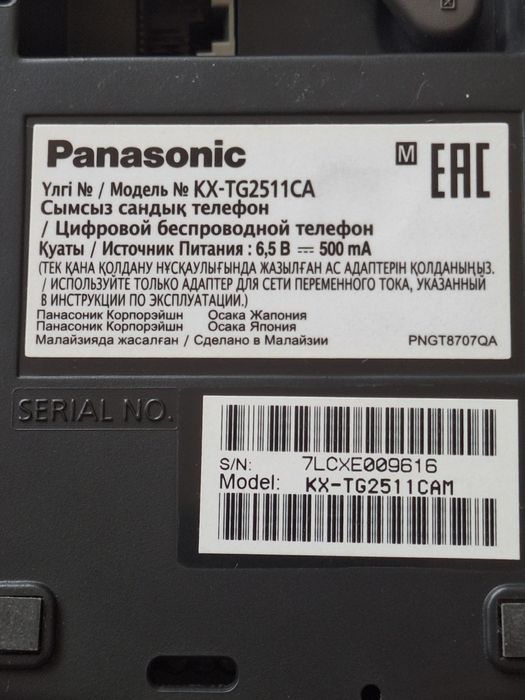 Panasonic
M EAC
Үлгі № / Модель № KX-TG2511CA
Сымсыз сандық телефон
/ Цифровой беспроводной телефон
Қуаты / Источник Питания : 6,5 В ⎓ 500 mA
(ТЕК ҚАНА ҚОЛДАНУ НҰСҚАУЛЫҒЫНДА ЖАЗЫЛҒАН АС АДАПТЕРІН ҚОЛДАНЫҢЫЗ.
/ ИСПОЛЬЗУЙТЕ ТОЛЬКО АДАПТЕР ДЛЯ СЕТИ ПЕРЕМЕННОГО ТОКА, УКАЗАННЫЙ
В ИНСТРУКЦИИ ПО ЭКСПЛУАТАЦИИ.)
Панасоник Корпорэйшн Осака Жапония
Панасоник Корпорэйшн Осака Япония
Малайзияда жасалған / Сделано в Малайзии PNGT8707QA
SERIAL NO.
S/N: 7LCXE009616
Model: KX-TG2511CAM